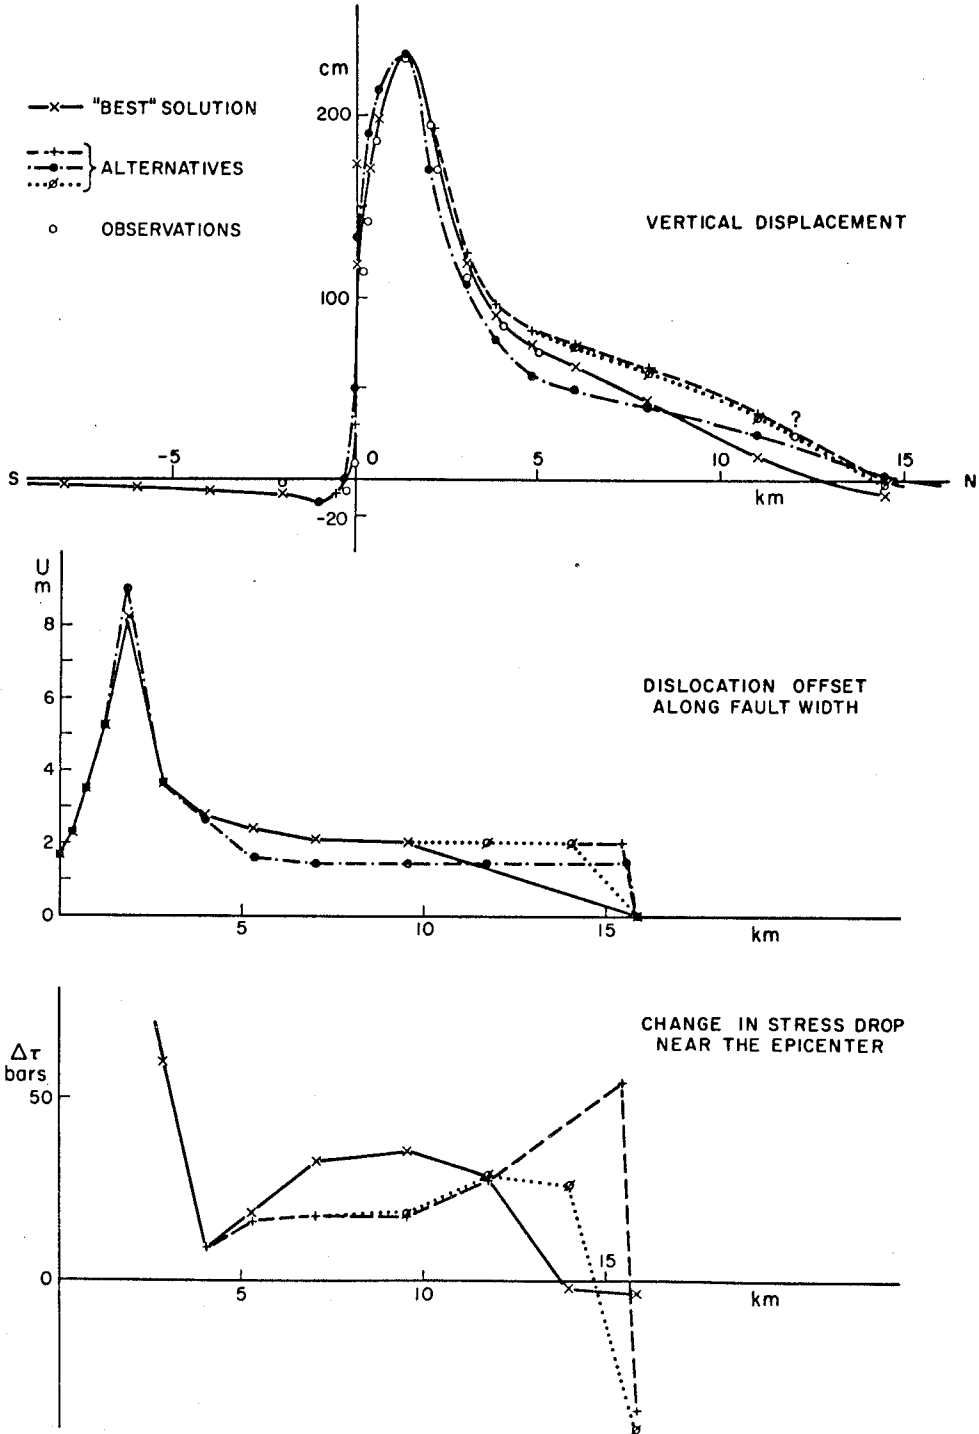 cm
200
100
-20
"BEST" SOLUTION
ALTERNATIVES
OBSERVATIONS
VERTICAL DISPLACEMENT
?
S
-5
0
5
10
15
N
km
U
m
8
6
4
2
0
DISLOCATION OFFSET
ALONG FAULT WIDTH
5
10
15
km
CHANGE IN STRESS DROP
NEAR THE EPICENTER
Δτ
bars
50
0
5
10
15
km